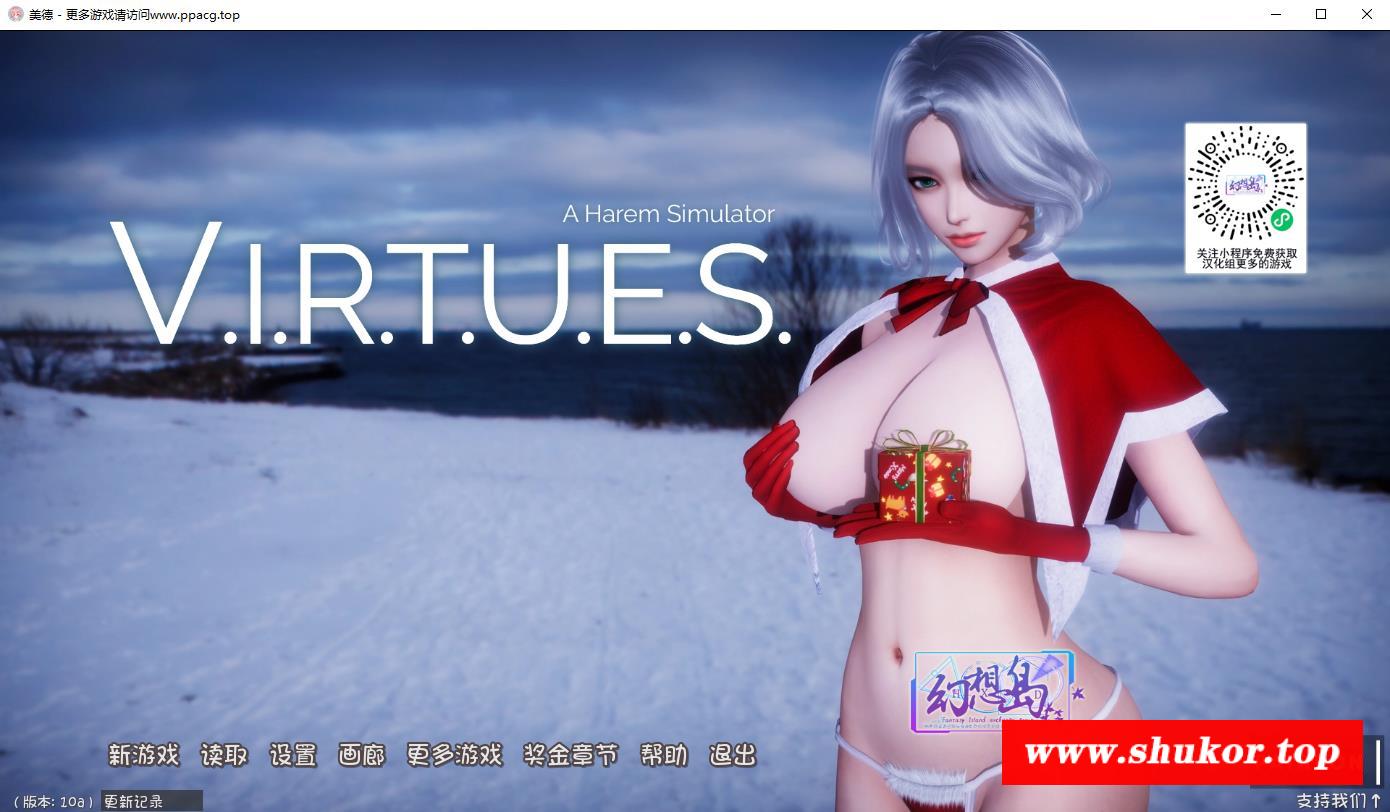 美德 - 更多游戏请访问www.ppacg.top
A Harem Simulator
V.I.R.T.U.E.S.
幻想岛
关注小程序免费获取
汉化组更多的游戏
幻想岛
www.shukor.top
新游戏 读取 设置 画廊 更多游戏 奖金章节 帮助 退出
(版本: 10a) 更新记录
支持我们↑